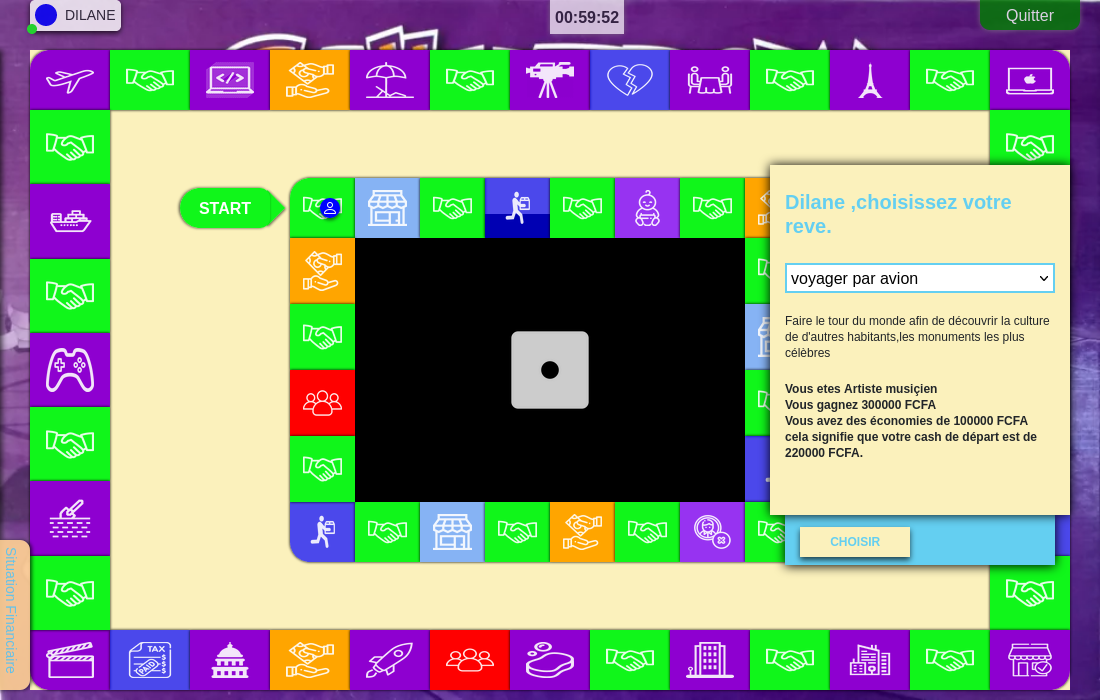 DILANE
00:59:52
Quitter
</>
START
Dilane ,choisissez votre
reve.
voyager par avion
Faire le tour du monde afin de découvrir la culture
de d'autres habitants,les monuments les plus
célèbres
Vous etes Artiste musiçien
Vous gagnez 300000 FCFA
Vous avez des économies de 100000 FCFA
cela signifie que votre cash de départ est de
220000 FCFA.
CHOISIR
Situation Financiaire
TAX
PAID